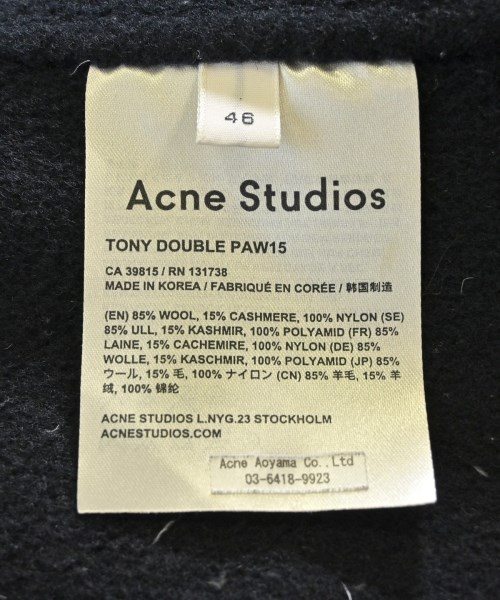 46
Acne Studios
TONY DOUBLE PAW15
CA 39815 / RN 131738
MADE IN KOREA / FABRIQUÉ EN CORÉE / 韩国制造
(EN) 85% WOOL, 15% CASHMERE, 100% NYLON (SE)
85% ULL, 15% KASHMIR, 100% POLYAMID (FR) 85%
LAINE, 15% CACHEMIRE, 100% NYLON (DE) 85%
WOLLE, 15% KASCHMIR, 100% POLYAMID (JP) 85%
ウール, 15% 毛, 100% ナイロン (CN) 85% 羊毛, 15% 羊
绒, 100% 锦纶
ACNE STUDIOS L.NYG.23 STOCKHOLM
ACNESTUDIOS.COM
Acne Aoyama Co.,Ltd
03-6418-9923